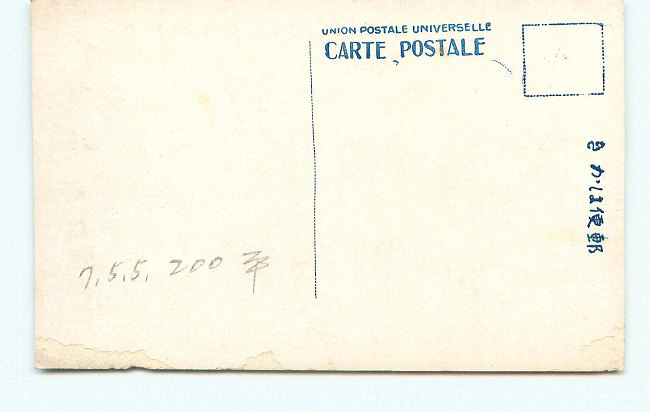 UNION POSTALE UNIVERSELLE
CARTE POSTALE
きかは便郵
7.5.5. 200